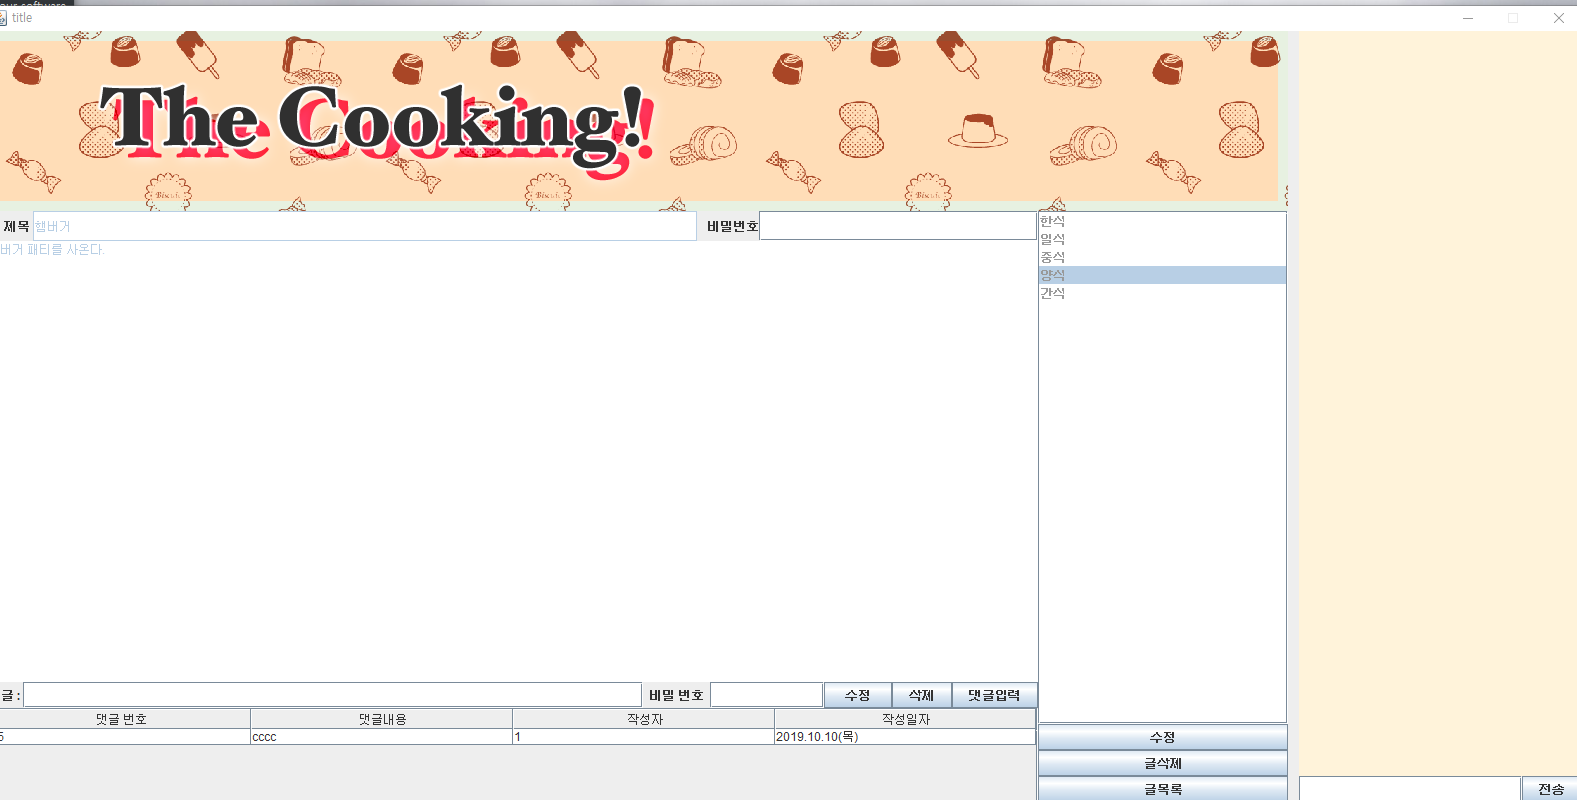 title
The Cooking!
Biscuit
Biscuit
Biscuit
제목 햄버거 비밀번호
버거 패티를 사온다.
한식
일식
중식
양식
간식
글 : 비밀 번호 수정 삭제 댓글입력
댓글 번호 댓글내용 작성자 작성일자
5 cccc 1 2019.10.10(목)
수정
글삭제
글목록
전송